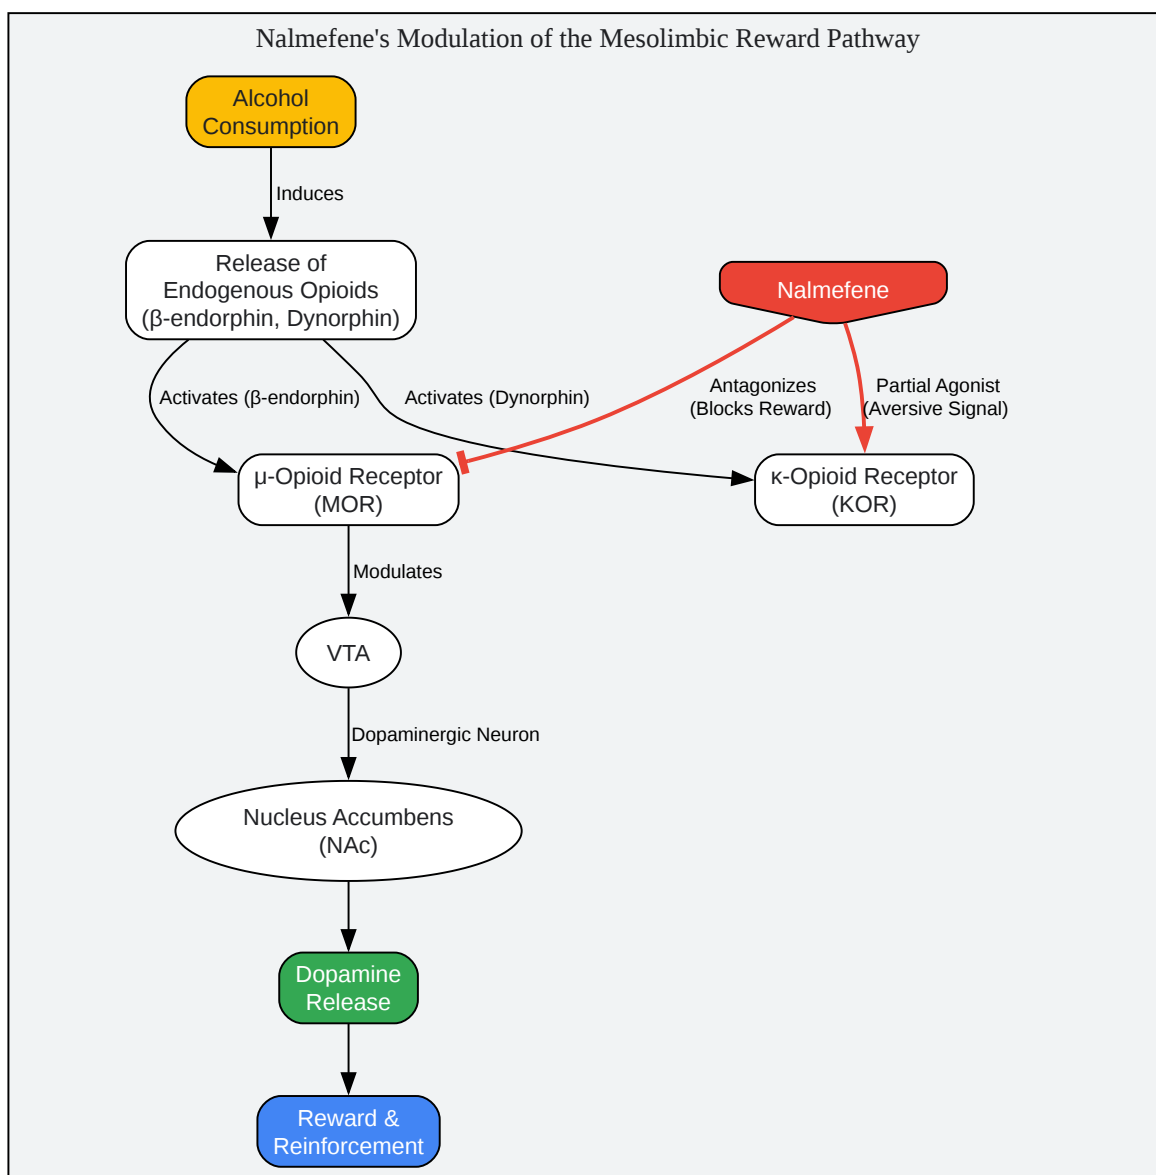 Nalmefene's Modulation of the Mesolimbic Reward Pathway
Alcohol
Consumption
Induces
Release of
Endogenous Opioids
(β-endorphin, Dynorphin)
Nalmefene
Activates (β-endorphin)
Activates (Dynorphin)
Antagonizes
(Blocks Reward)
Partial Agonist
(Aversive Signal)
μ-Opioid Receptor
(MOR)
κ-Opioid Receptor
(KOR)
Modulates
VTA
Dopaminergic Neuron
Nucleus Accumbens
(NAc)
Dopamine
Release
Reward &
Reinforcement